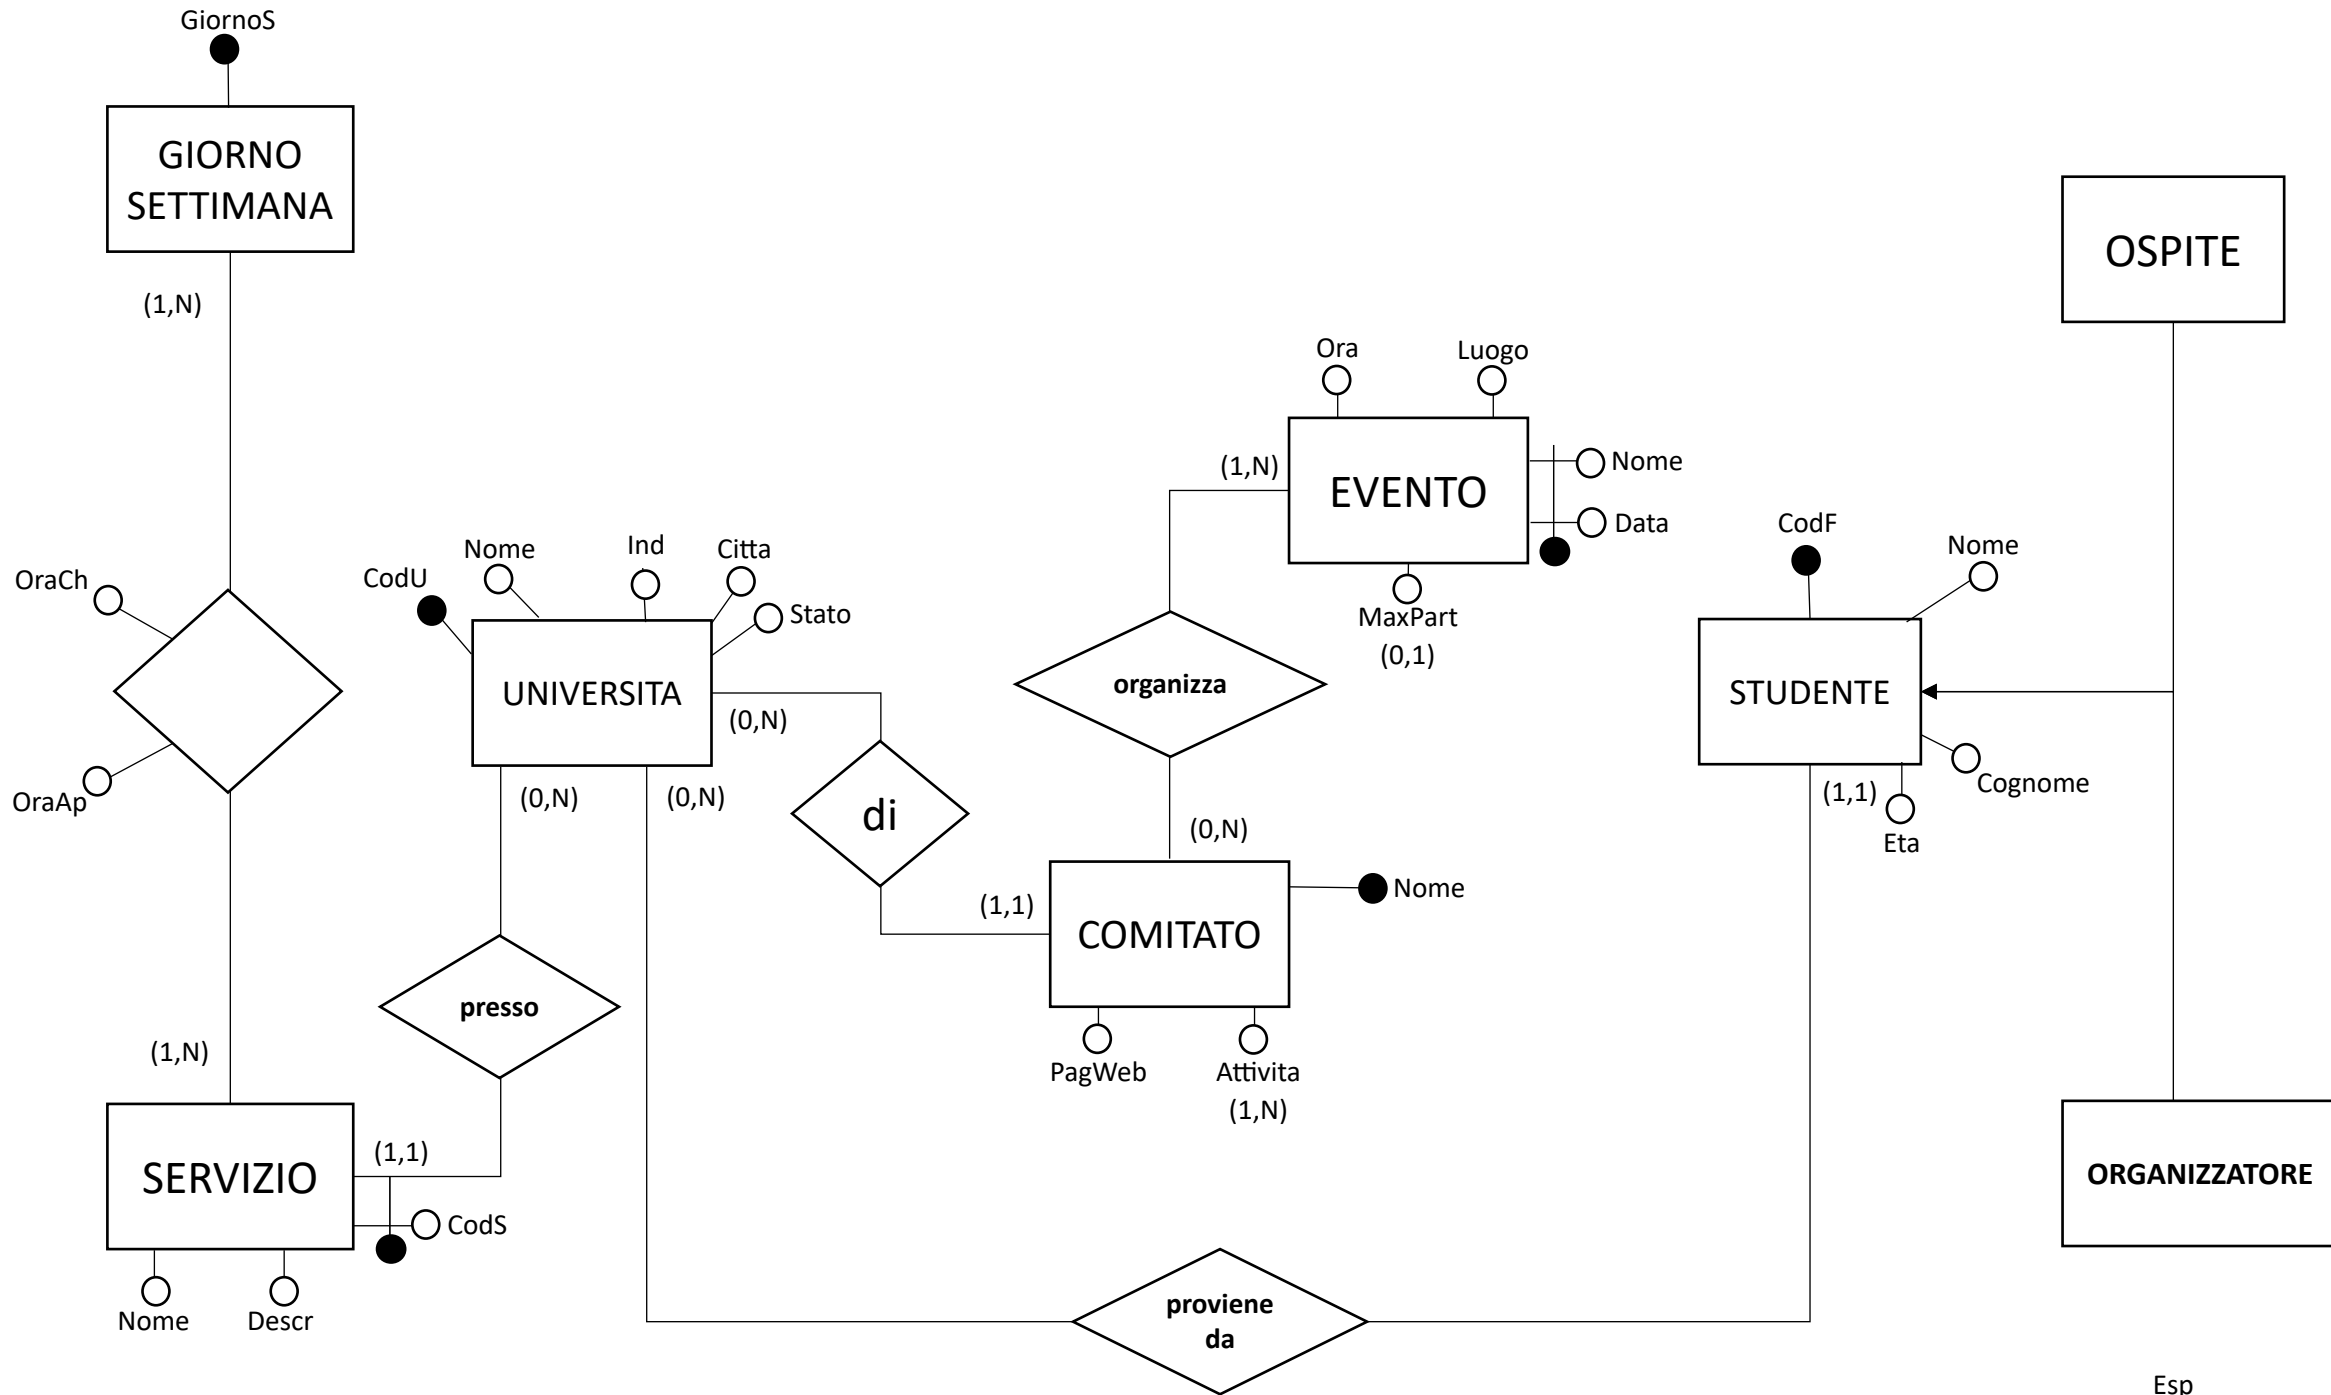 GiornoS
GIORNO
SETTIMANA
(1,N)
OraCh
OraAp
(1,N)
SERVIZIO
(1,1)
CodS
Nome
Descr
CodU
Nome
Ind
Citta
Stato
UNIVERSITA
(0,N)
(0,N)
(0,N)
di
presso
Ora
Luogo
(1,N)
EVENTO
Nome
Data
MaxPart
(0,1)
organizza
(0,N)
(1,1)
COMITATO
Nome
PagWeb
Attivita
(1,N)
CodF
Nome
STUDENTE
(1,1)
Cognome
Eta
proviene
da
OSPITE
ORGANIZZATORE
Esp